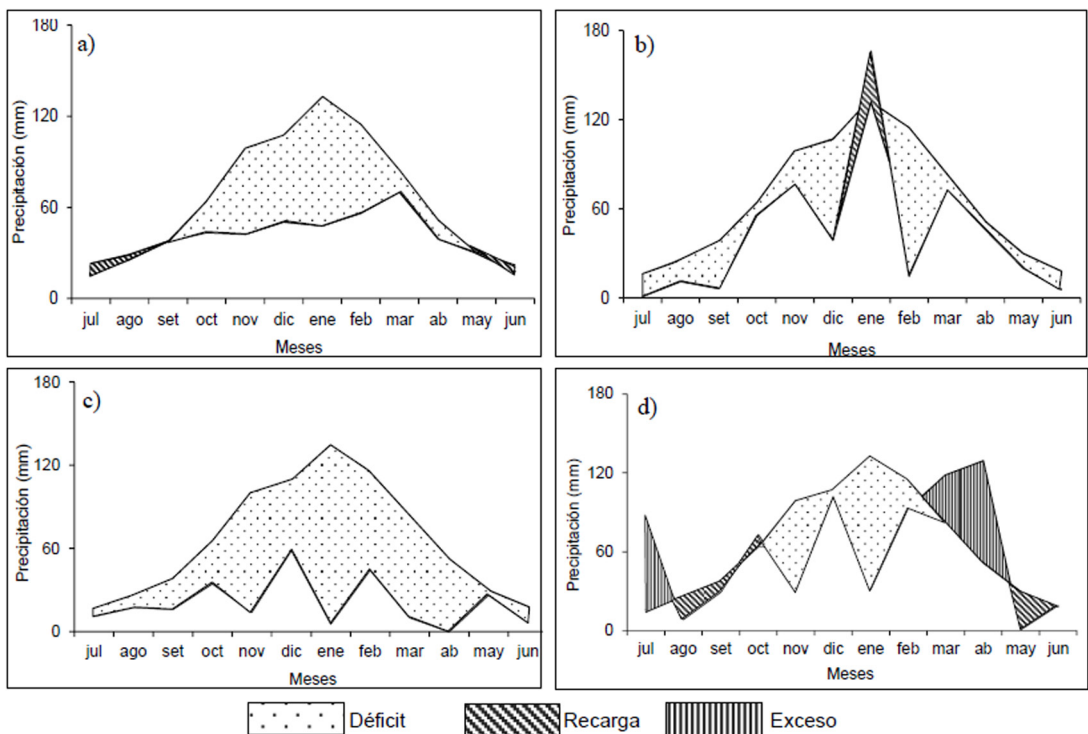 a)
Precipitación (mm)
180
120
60
0
jul ago set oct nov dic ene feb mar ab may jun
Meses
b)
Precipitación (mm)
180
120
60
0
jul ago set oct nov dic ene feb mar ab may jun
Meses
c)
Precipitación (mm)
180
120
60
0
jul ago set oct nov dic ene feb mar ab may jun
Meses
d)
Precipitación (mm)
180
120
60
0
jul ago set oct nov dic ene feb mar ab may jun
Meses
Déficit Recarga Exceso